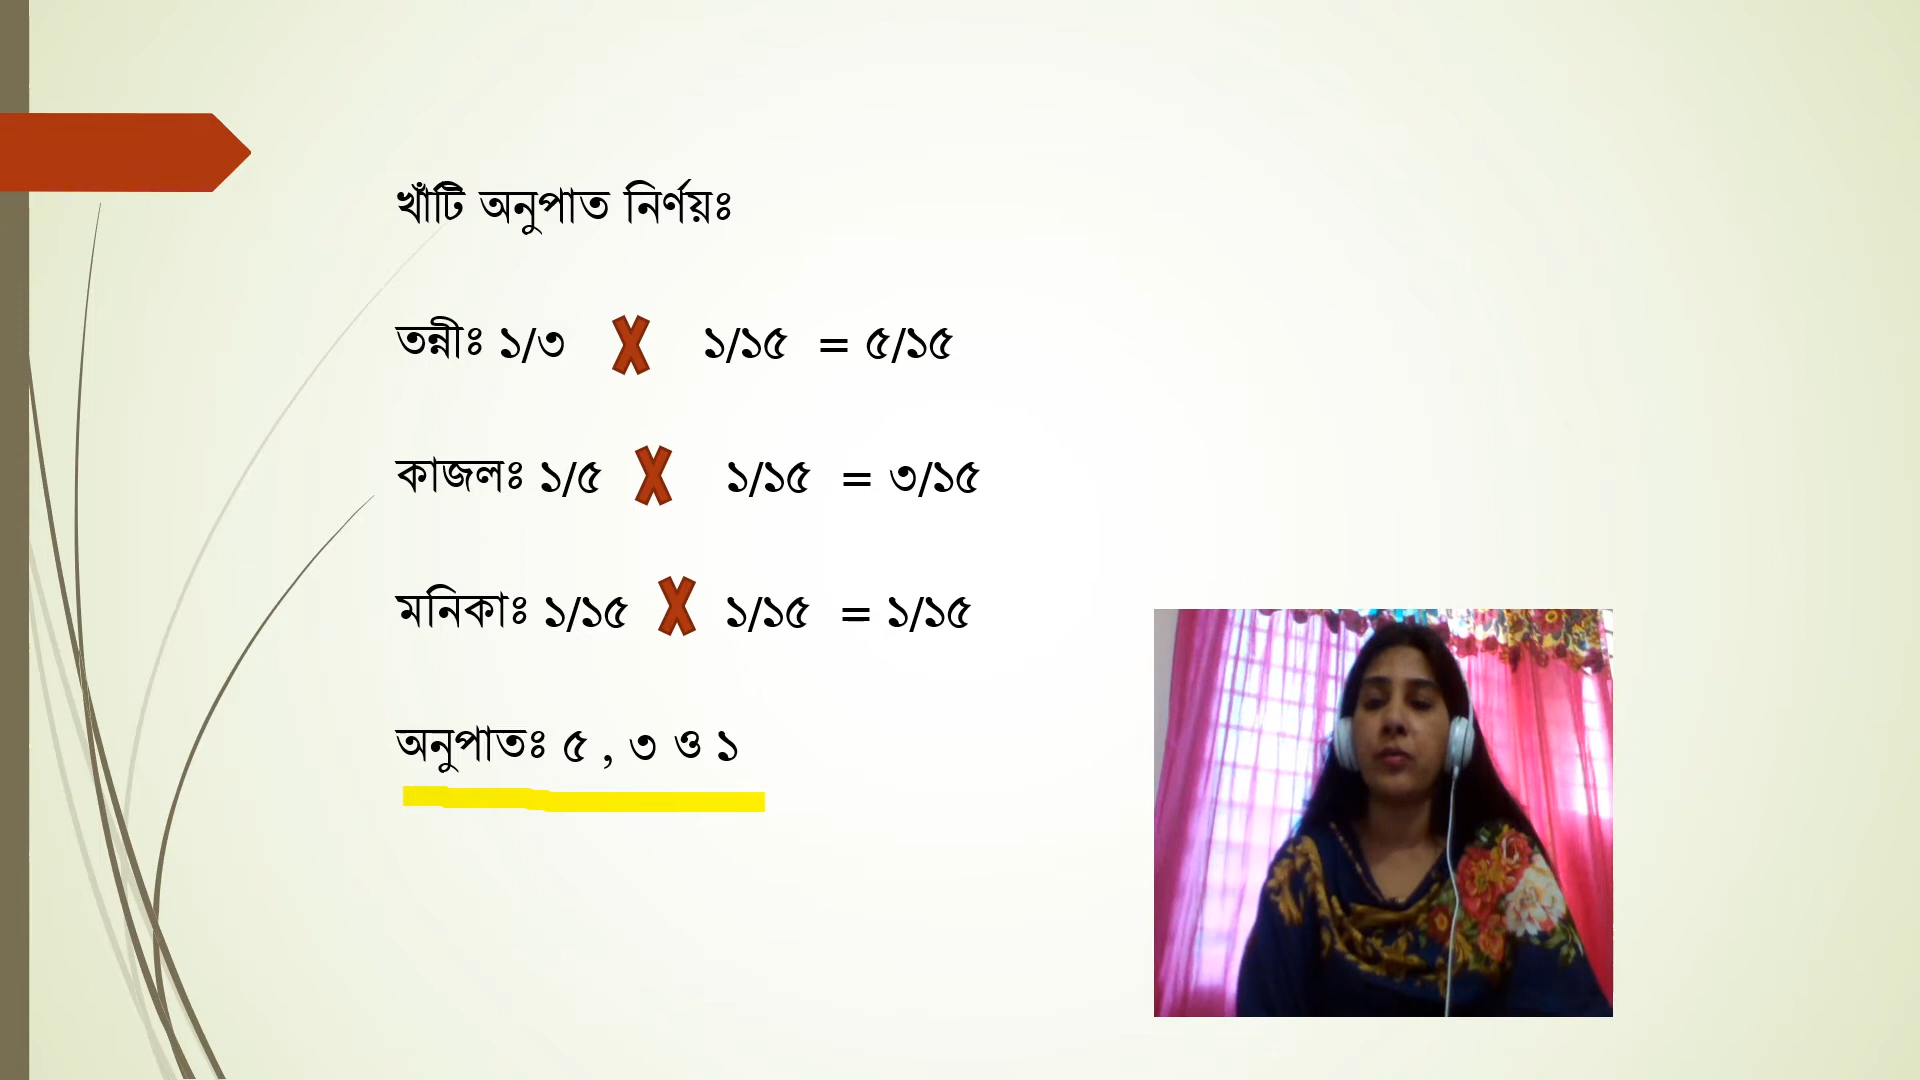 খাঁটি অনুপাত নির্ণয়ঃ
তন্নীঃ ১/৩ ১/১৫ = ৫/১৫
কাজলঃ ১/৫ ১/১৫ = ৩/১৫
মনিকাঃ ১/১৫ ১/১৫ = ১/১৫
অনুপাতঃ ৫ , ৩ ও ১